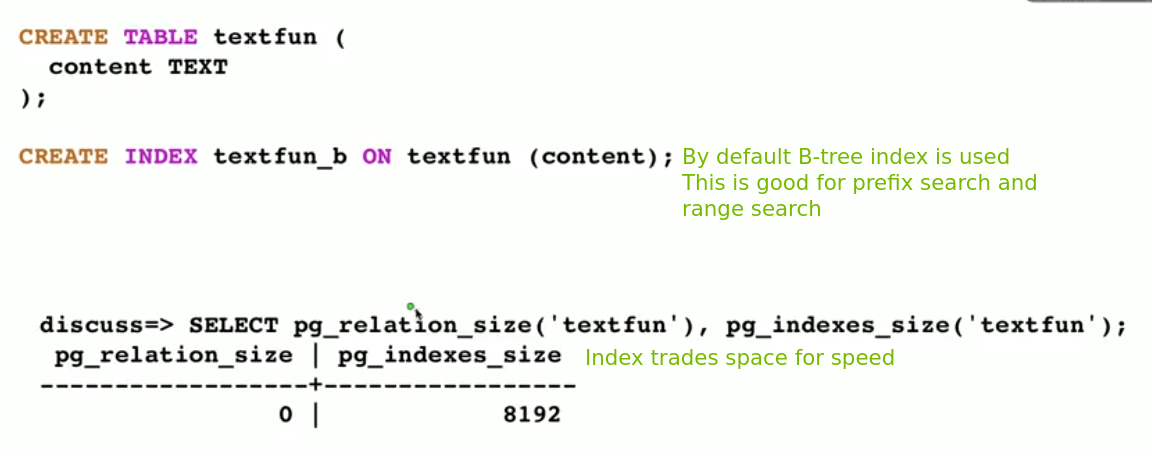 CREATE TABLE textfun (
  content TEXT
);
CREATE INDEX textfun_b ON textfun (content); By default B-tree index is used
This is good for prefix search and
range search
discuss=> SELECT pg_relation_size('textfun'), pg_indexes_size('textfun');
 pg_relation_size | pg_indexes_size Index trades space for speed
------------------+-----------------
                0 |            8192